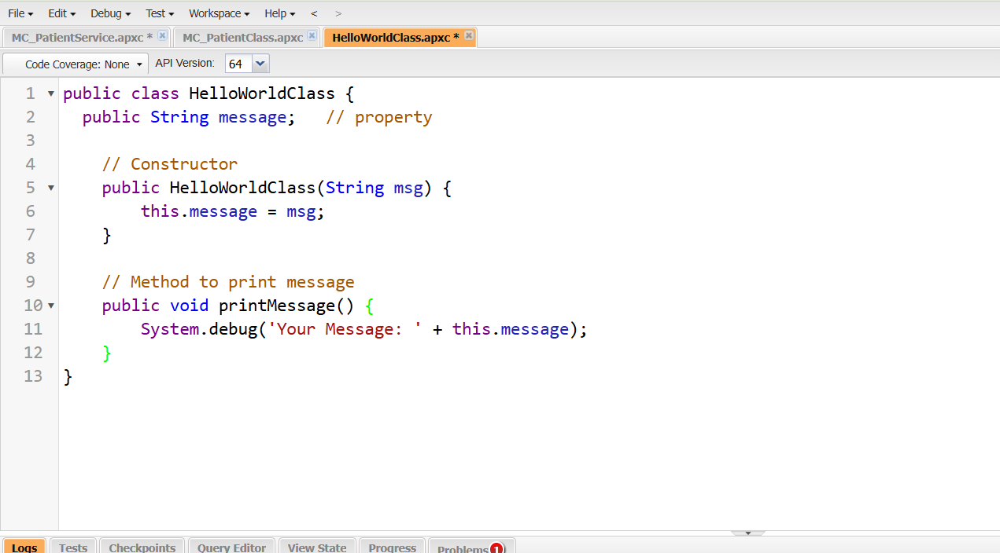 File Edit Debug Test Workspace Help < >
MC_PatientService.apxc * MC_PatientClass.apxc HelloWorldClass.apxc *
Code Coverage: None API Version: 64
1 public class HelloWorldClass {
2 public String message; // property
3
4 // Constructor
5 public HelloWorldClass(String msg) {
6 this.message = msg;
7 }
8
9 // Method to print message
10 public void printMessage() {
11 System.debug('Your Message: ' + this.message);
12 }
13 }
Logs Tests Checkpoints Query Editor View State Progress Problems 1